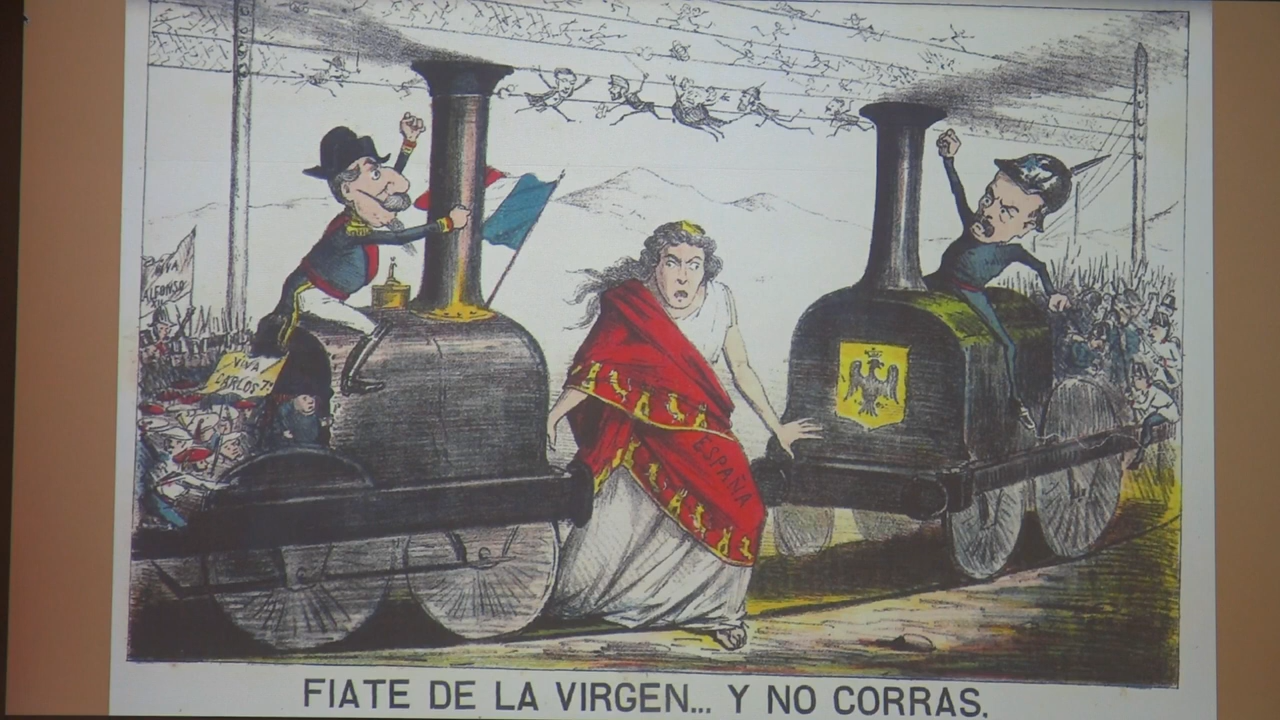 VIVA
ALFONSO
VIVA
CARLOS 7º
ESPAÑA
FIATE DE LA VIRGEN... Y NO CORRAS.